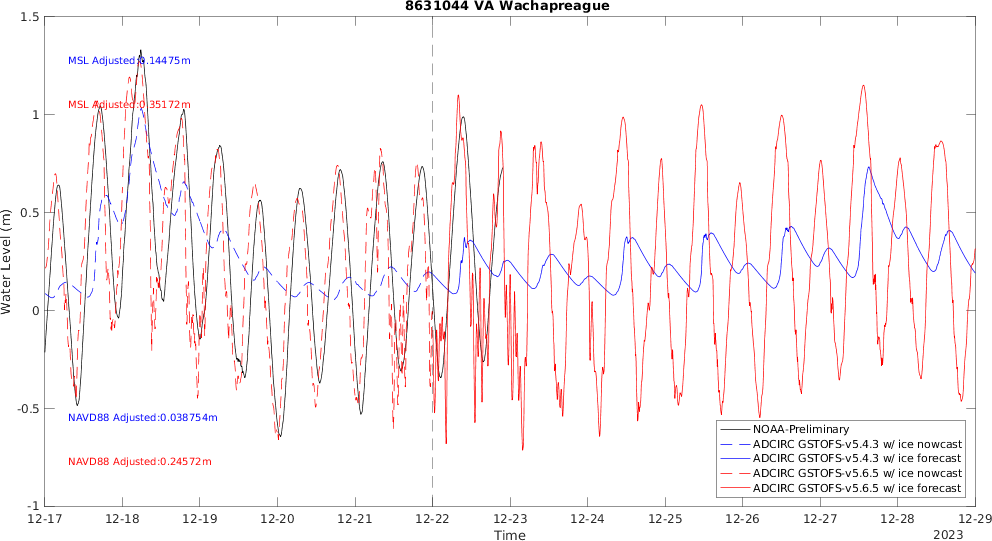 8631044 VA Wachapreague
1.5
1
0.5
0
-0.5
-1
Water Level (m)
MSL Adjusted:0.14475m
MSL Adjusted:0.35172m
NAVD88 Adjusted:0.038754m
NAVD88 Adjusted:0.24572m
NOAA-Preliminary
ADCIRC GSTOFS-v5.4.3 w/ ice nowcast
ADCIRC GSTOFS-v5.4.3 w/ ice forecast
ADCIRC GSTOFS-v5.6.5 w/ ice nowcast
ADCIRC GSTOFS-v5.6.5 w/ ice forecast
12-17 12-18 12-19 12-20 12-21 12-22 12-23 12-24 12-25 12-26 12-27 12-28 12-29
Time
2023